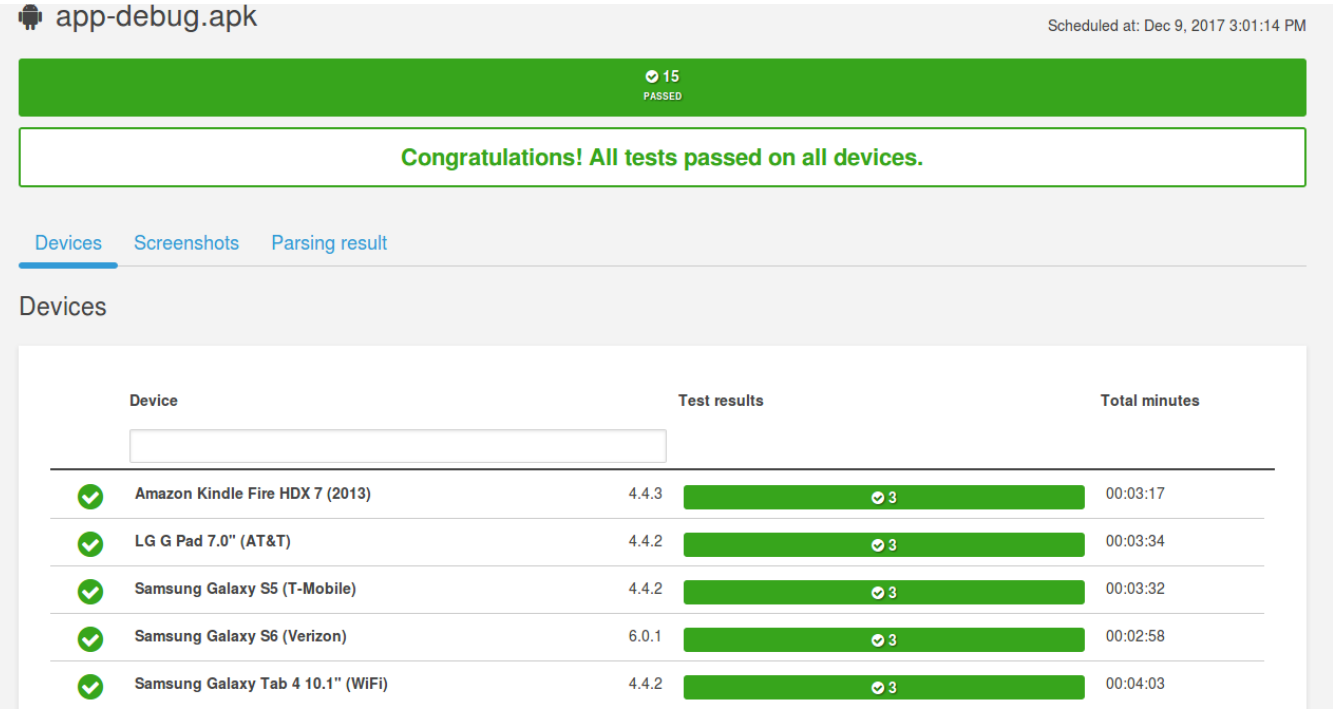 app-debug.apk
Scheduled at: Dec 9, 2017 3:01:14 PM
15
PASSED
Congratulations! All tests passed on all devices.
Devices Screenshots Parsing result
Devices
Device Test results Total minutes
Amazon Kindle Fire HDX 7 (2013) 4.4.3 3 00:03:17
LG G Pad 7.0" (AT&T) 4.4.2 3 00:03:34
Samsung Galaxy S5 (T-Mobile) 4.4.2 3 00:03:32
Samsung Galaxy S6 (Verizon) 6.0.1 3 00:02:58
Samsung Galaxy Tab 4 10.1" (WiFi) 4.4.2 3 00:04:03